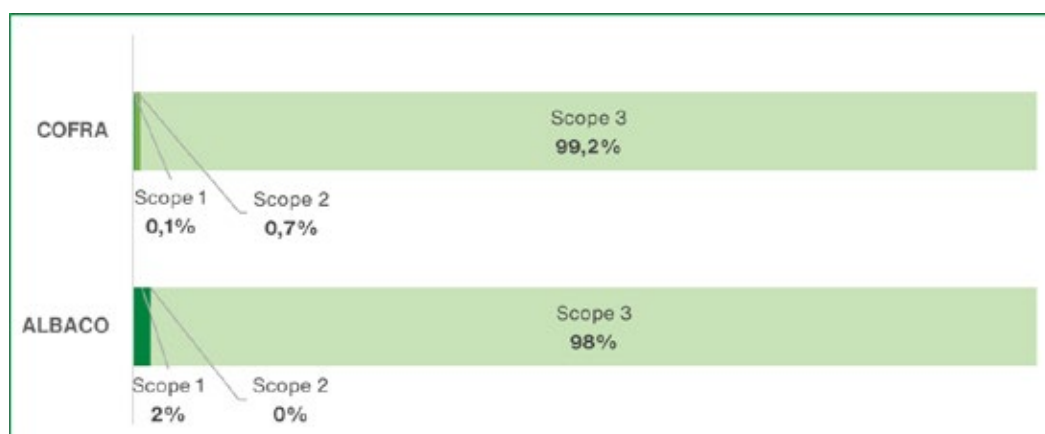 Scope 3
COFRA
99,2%
Scope 1
Scope 2
0,1%
0,7%
Scope 3
ALBACO
98%
Scope 1
Scope 2
2%
0%